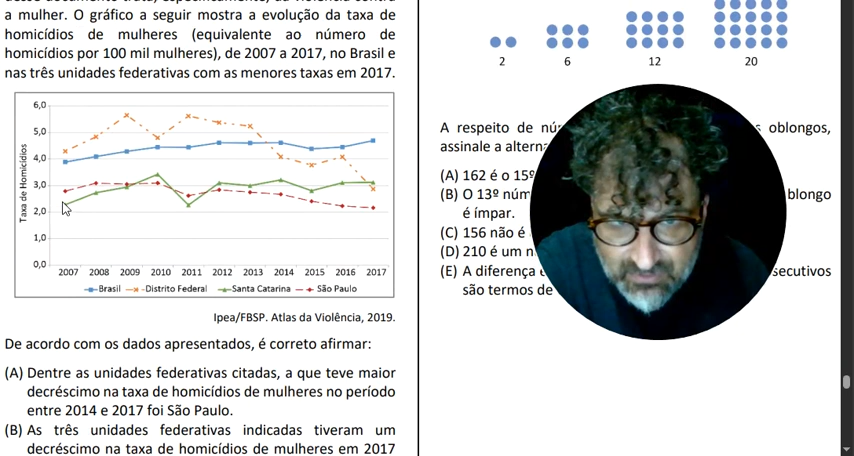 a mulher. O gráfico a seguir mostra a evolução da taxa de
homicídios de mulheres (equivalente ao número de
homicídios por 100 mil mulheres), de 2007 a 2017, no Brasil e
nas três unidades federativas com as menores taxas em 2017.
Taxa de Homicídios
6,0
5,0
4,0
3,0
2,0
1,0
0,0
2007 2008 2009 2010 2011 2012 2013 2014 2015 2016 2017
Brasil Distrito Federal Santa Catarina São Paulo
Ipea/FBSP. Atlas da Violência, 2019.
De acordo com os dados apresentados, é correto afirmar:
(A) Dentre as unidades federativas citadas, a que teve maior
decréscimo na taxa de homicídios de mulheres no período
entre 2014 e 2017 foi São Paulo.
(B) As três unidades federativas indicadas tiveram um
decréscimo na taxa de homicídios de mulheres em 2017
2 6 12 20
A respeito de oblongos,
assinale a
(A) 162 é o 15º
(B) O 13º blongo
é ímpar.
(C) 156 não é
(D) 210 é um
(E) A diferença secutivos
são termos de